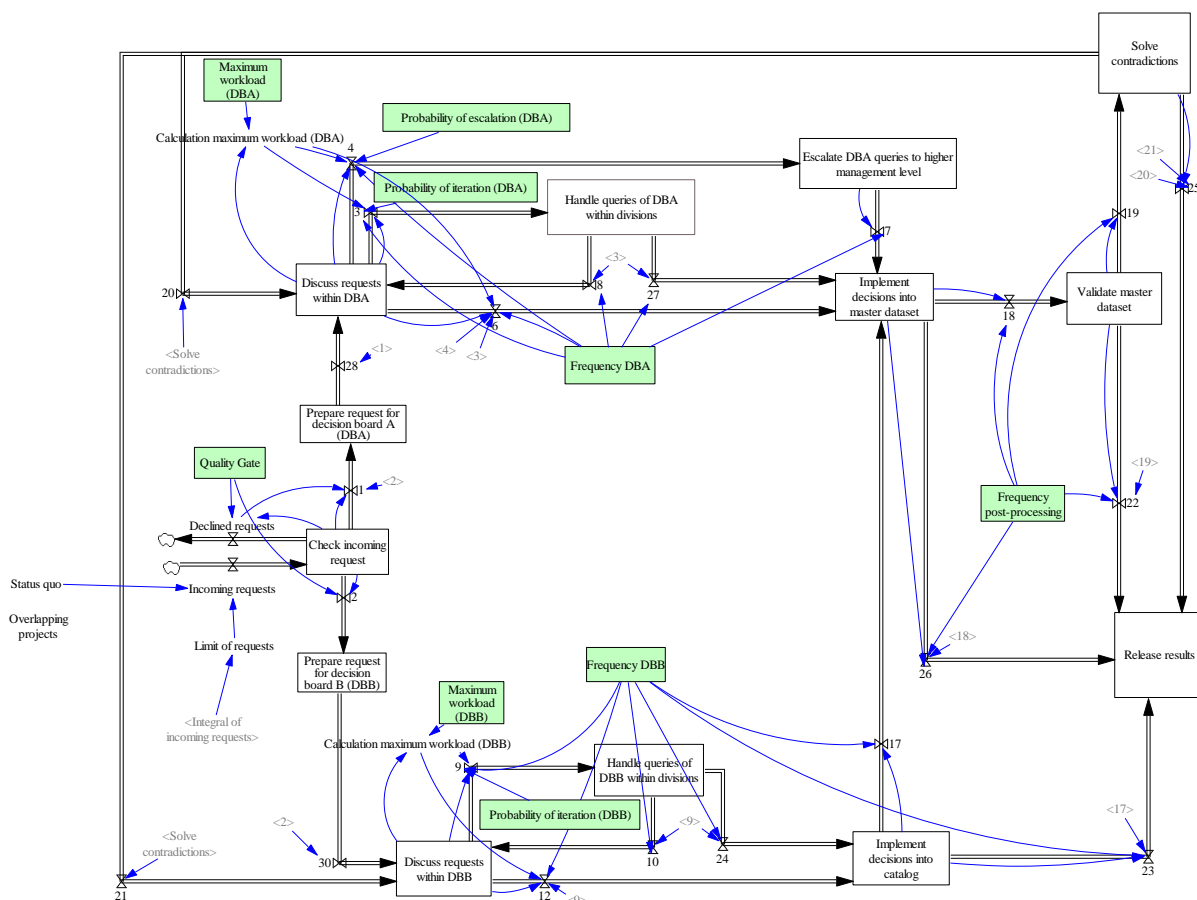 Solve
contradictions
Maximum
workload
(DBA)
Probability of escalation (DBA)
Calculation maximum workload (DBA)
4
Escalate DBA queries to higher
management level
<21>
<20>
25
Probability of iteration (DBA)
Handle queries of DBA
within divisions
3
19
7
<3>
Discuss requests
within DBA
20
8
27
Implement
decisions into
master dataset
Validate master
dataset
18
6
<4>
<3>
<Solve
contradictions>
<1>
28
Frequency DBA
Prepare request for
decision board A
(DBA)
Quality Gate
<2>
1
<19>
Frequency
post-processing
22
Declined requests
Check incoming
request
Status quo
Incoming requests
2
Overlapping
projects
Limit of requests
<18>
26
Release results
Prepare request
for decision
board B (DBB)
Frequency DBB
<Integral of
incoming requests>
Maximum
workload
(DBB)
Calculation maximum workload (DBB)
17
9
Handle queries of
DBB within divisions
Probability of iteration (DBB)
<Solve
contradictions>
<2>
<9>
<17>
30
10
24
23
Discuss requests
within DBB
Implement
decisions into
catalog
21
12
<9>